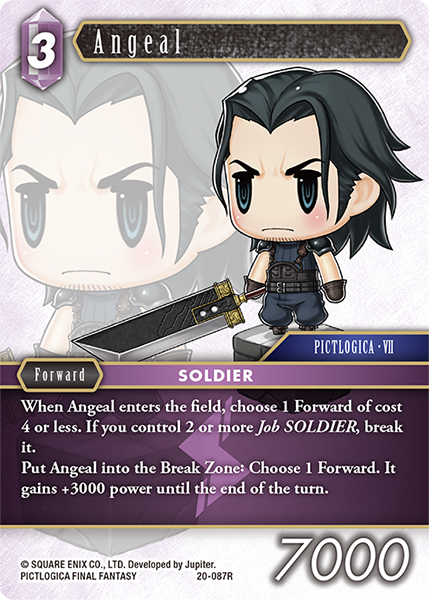 3
Angeal
PICTLOGICA · VII
Forward
SOLDIER
When Angeal enters the field, choose 1 Forward of cost
4 or less. If you control 2 or more Job SOLDIER, break
it.
Put Angeal into the Break Zone: Choose 1 Forward. It
gains +3000 power until the end of the turn.
© SQUARE ENIX CO., LTD. Developed by Jupiter.
PICTLOGICA FINAL FANTASY
20-087R
7000